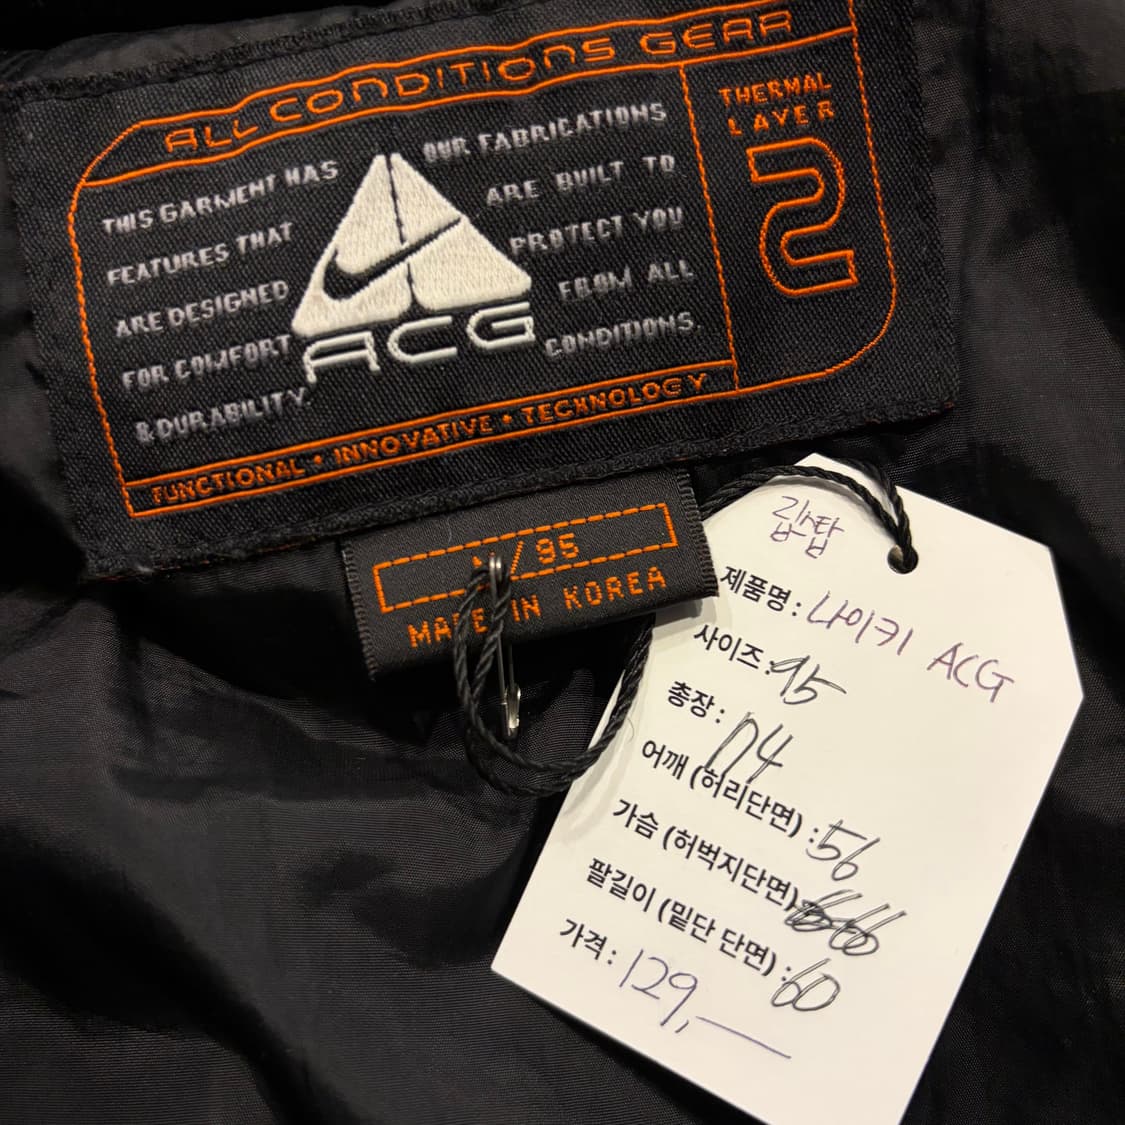 ALL CONDITIONS GEAR
THIS GARMENT HAS
FEATURES THAT
ARE DESIGNED
FOR COMFORT
& DURABILITY.
ACG
OUR FABRICATIONS
ARE BUILT TO
PROTECT YOU
FROM ALL
CONDITIONS.
THERMAL
LAYER
2
FUNCTIONAL • INNOVATIVE • TECHNOLOGY
/95
MADE IN KOREA
제품명 : 나이키 ACG
사이즈 : 95
총장 : 74
어깨 (허리단면) : 56
가슴 (허벅지단면) : 66
팔길이 (밑단 단면) : 60
가격 : 129,—